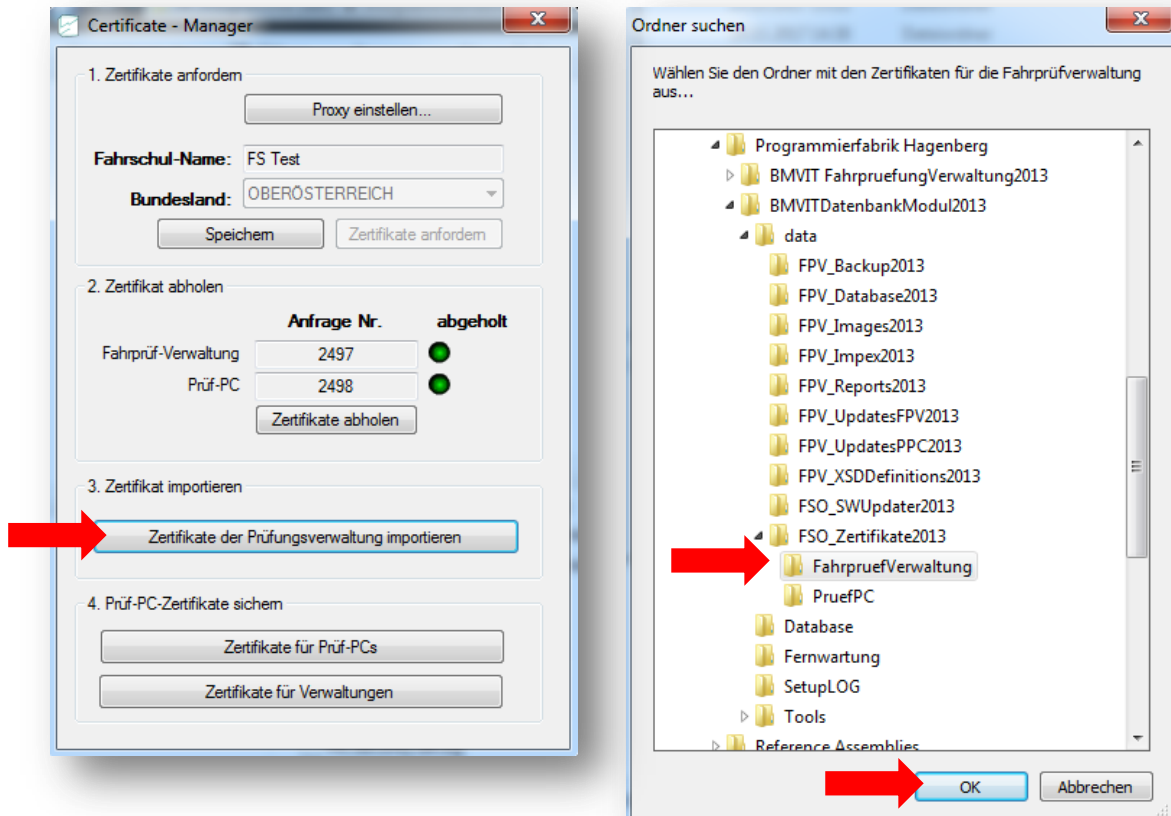 Certificate - Manager
1. Zertifikate anfordern
Proxy einstellen...
Fahrschul-Name: FS Test
Bundesland: OBERÖSTERREICH
Speichern Zertifikate anfordern
2. Zertifikat abholen
Anfrage Nr. abgeholt
Fahrprüf-Verwaltung 2497
Prüf-PC 2498
Zertifikate abholen
3. Zertifikat importieren
Zertifikate der Prüfungsverwaltung importieren
4. Prüf-PC-Zertifikate sichern
Zertifikate für Prüf-PCs
Zertifikate für Verwaltungen
Ordner suchen
Wählen Sie den Ordner mit den Zertifikaten für die Fahrprüfverwaltung
aus...
Programmierfabrik Hagenberg
BMVIT FahrpruefungVerwaltung2013
BMVITDatenbankModul2013
data
FPV_Backup2013
FPV_Database2013
FPV_Images2013
FPV_Impex2013
FPV_Reports2013
FPV_UpdatesFPV2013
FPV_UpdatesPPC2013
FPV_XSDDefinitions2013
FSO_SWUpdater2013
FSO_Zertifikate2013
FahrpruefVerwaltung
PruefPC
Database
Fernwartung
SetupLOG
Tools
Reference Assemblies
OK Abbrechen